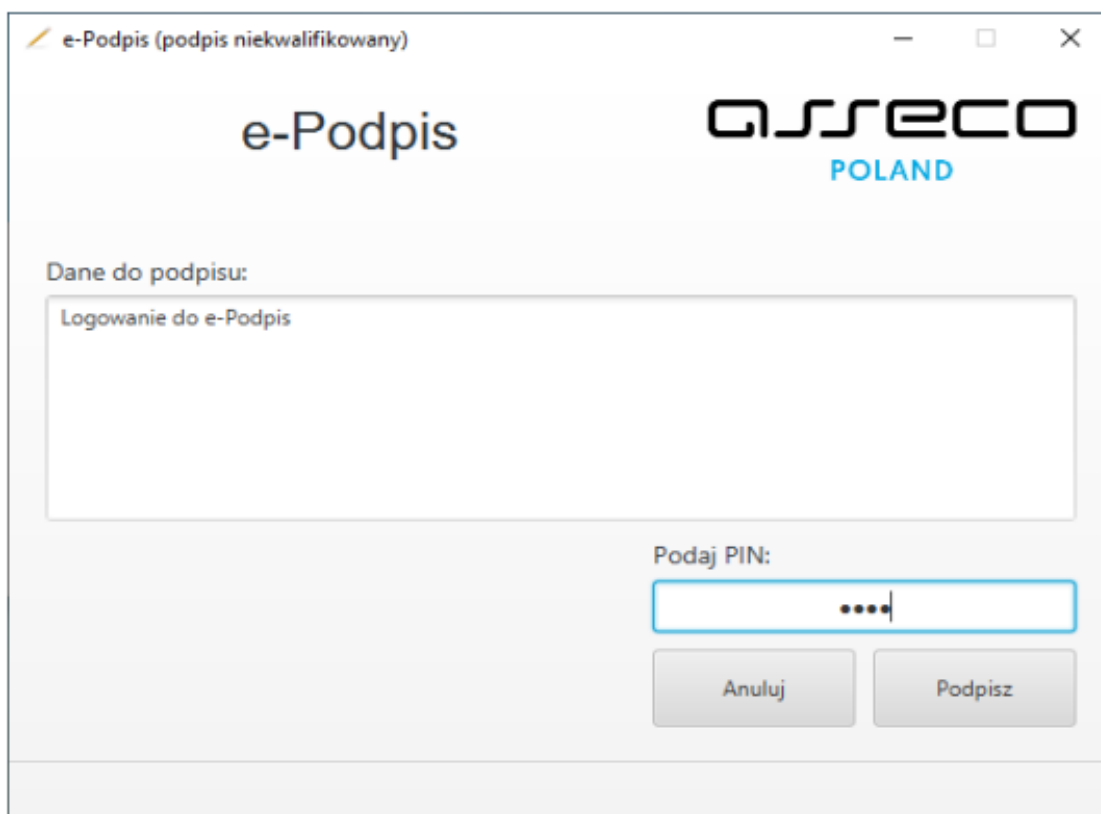 e-Podpis (podpis niekwalifikowany)
e-Podpis
asseco
POLAND
Dane do podpisu:
Logowanie do e-Podpis
Podaj PIN:
••••
Anuluj
Podpisz